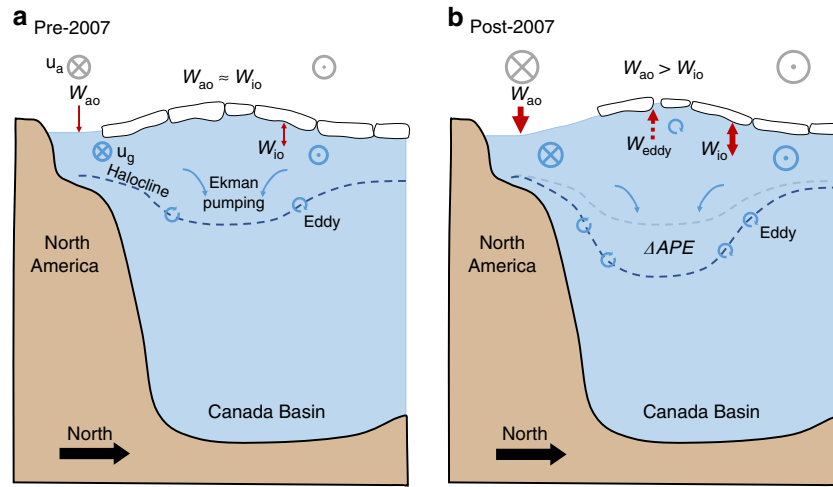 a Pre-2007
u_a
W_ao
W_ao ≈ W_io
W_io
u_g
Halocline
Ekman
pumping
Eddy
North
America
Canada Basin
North
b Post-2007
W_ao
W_ao > W_io
W_eddy
W_io
Eddy
ΔAPE
North
America
Canada Basin
North